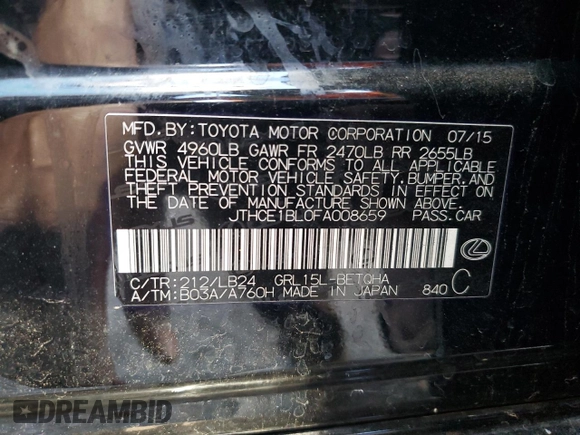 MFD. BY: TOYOTA MOTOR CORPORATION 07/15
GVWR 4960LB GAWR FR 2470LB RR 2655LB
THIS VEHICLE CONFORMS TO ALL APPLICABLE
FEDERAL MOTOR VEHICLE SAFETY, BUMPER, AND
THEFT PREVENTION STANDARDS IN EFFECT ON
THE DATE OF MANUFACTURE SHOWN ABOVE.
JTHCE1BL0FA008659 PASS. CAR
C/TR: 212/LB24 GRL15L-BETQHA
A/TM: B03A/A760H MADE IN JAPAN 840 C
DREAMBID